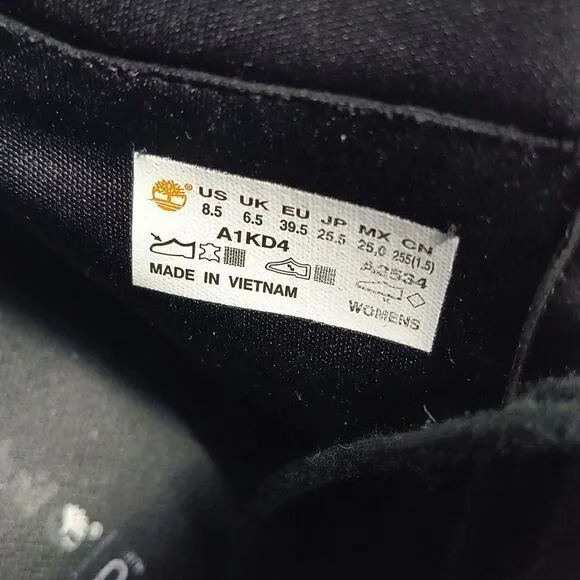 US UK EU JP MX CN
8.5 6.5 39.5 25.5 25,0 255(1.5)
A1KD4
A2534
MADE IN VIETNAM
WOMENS